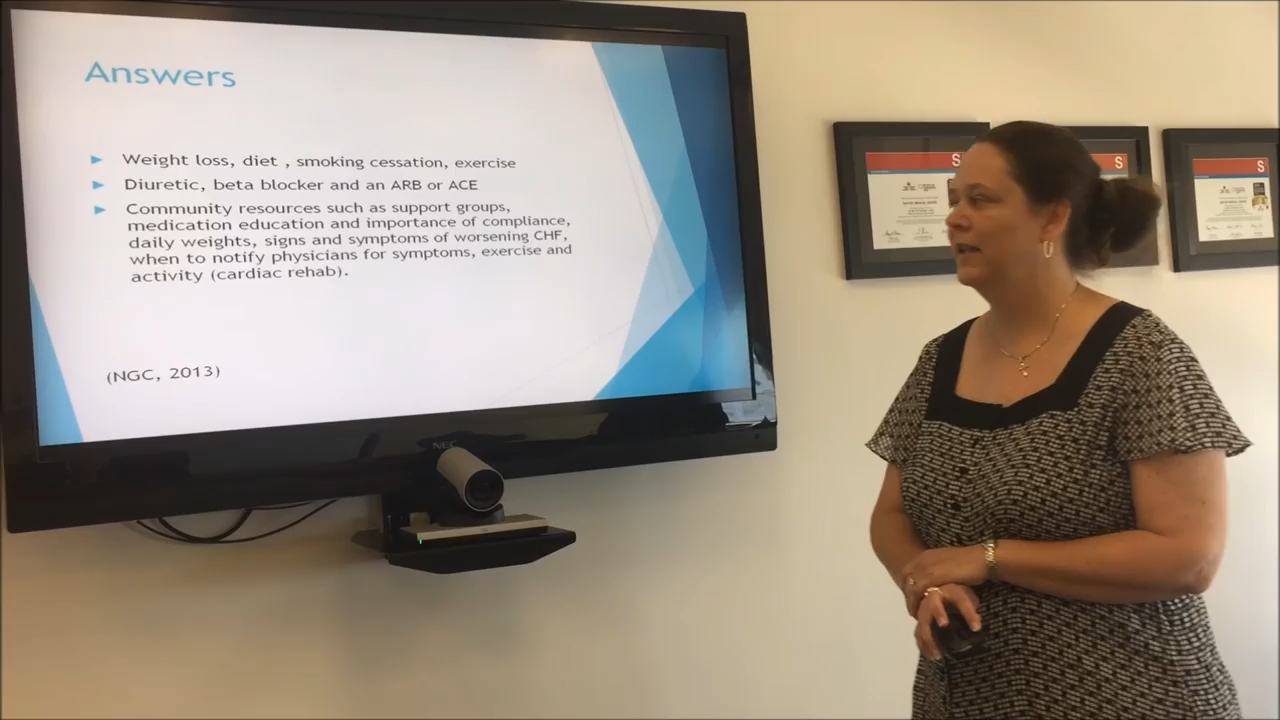 Answers
Weight loss, diet , smoking cessation, exercise
Diuretic, beta blocker and an ARB or ACE
Community resources such as support groups,
medication education and importance of compliance,
daily weights, signs and symptoms of worsening CHF,
when to notify physicians for symptoms, exercise and
activity (cardiac rehab).
(NGC, 2013)
NEC
S
S
S